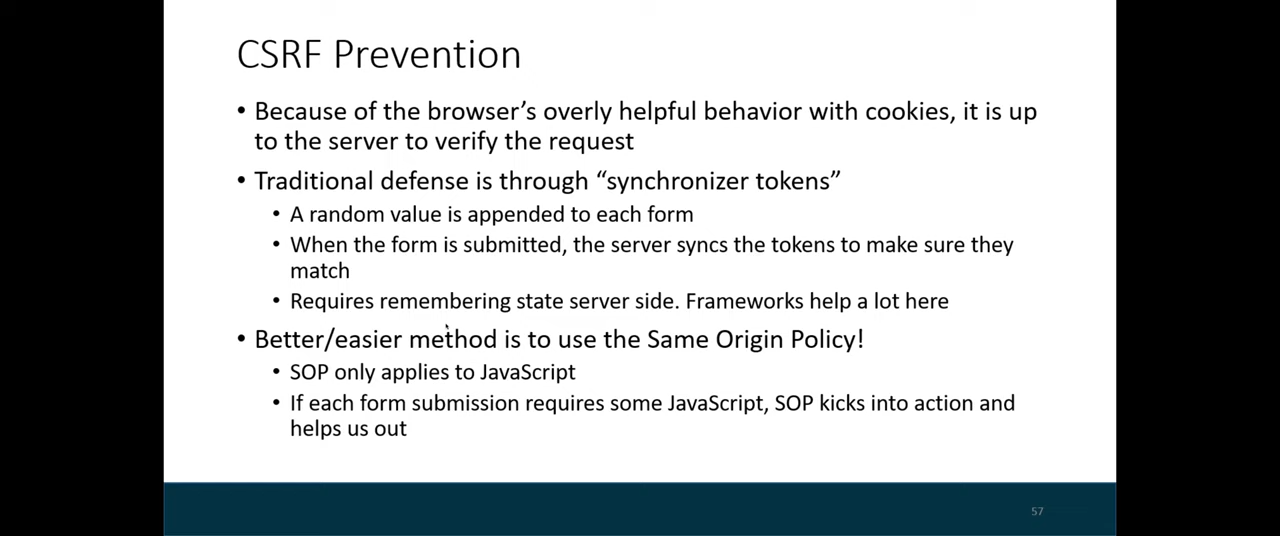 CSRF Prevention
• Because of the browser’s overly helpful behavior with cookies, it is up
to the server to verify the request
• Traditional defense is through “synchronizer tokens”
• A random value is appended to each form
• When the form is submitted, the server syncs the tokens to make sure they
match
• Requires remembering state server side. Frameworks help a lot here
• Better/easier method is to use the Same Origin Policy!
• SOP only applies to JavaScript
• If each form submission requires some JavaScript, SOP kicks into action and
helps us out
57